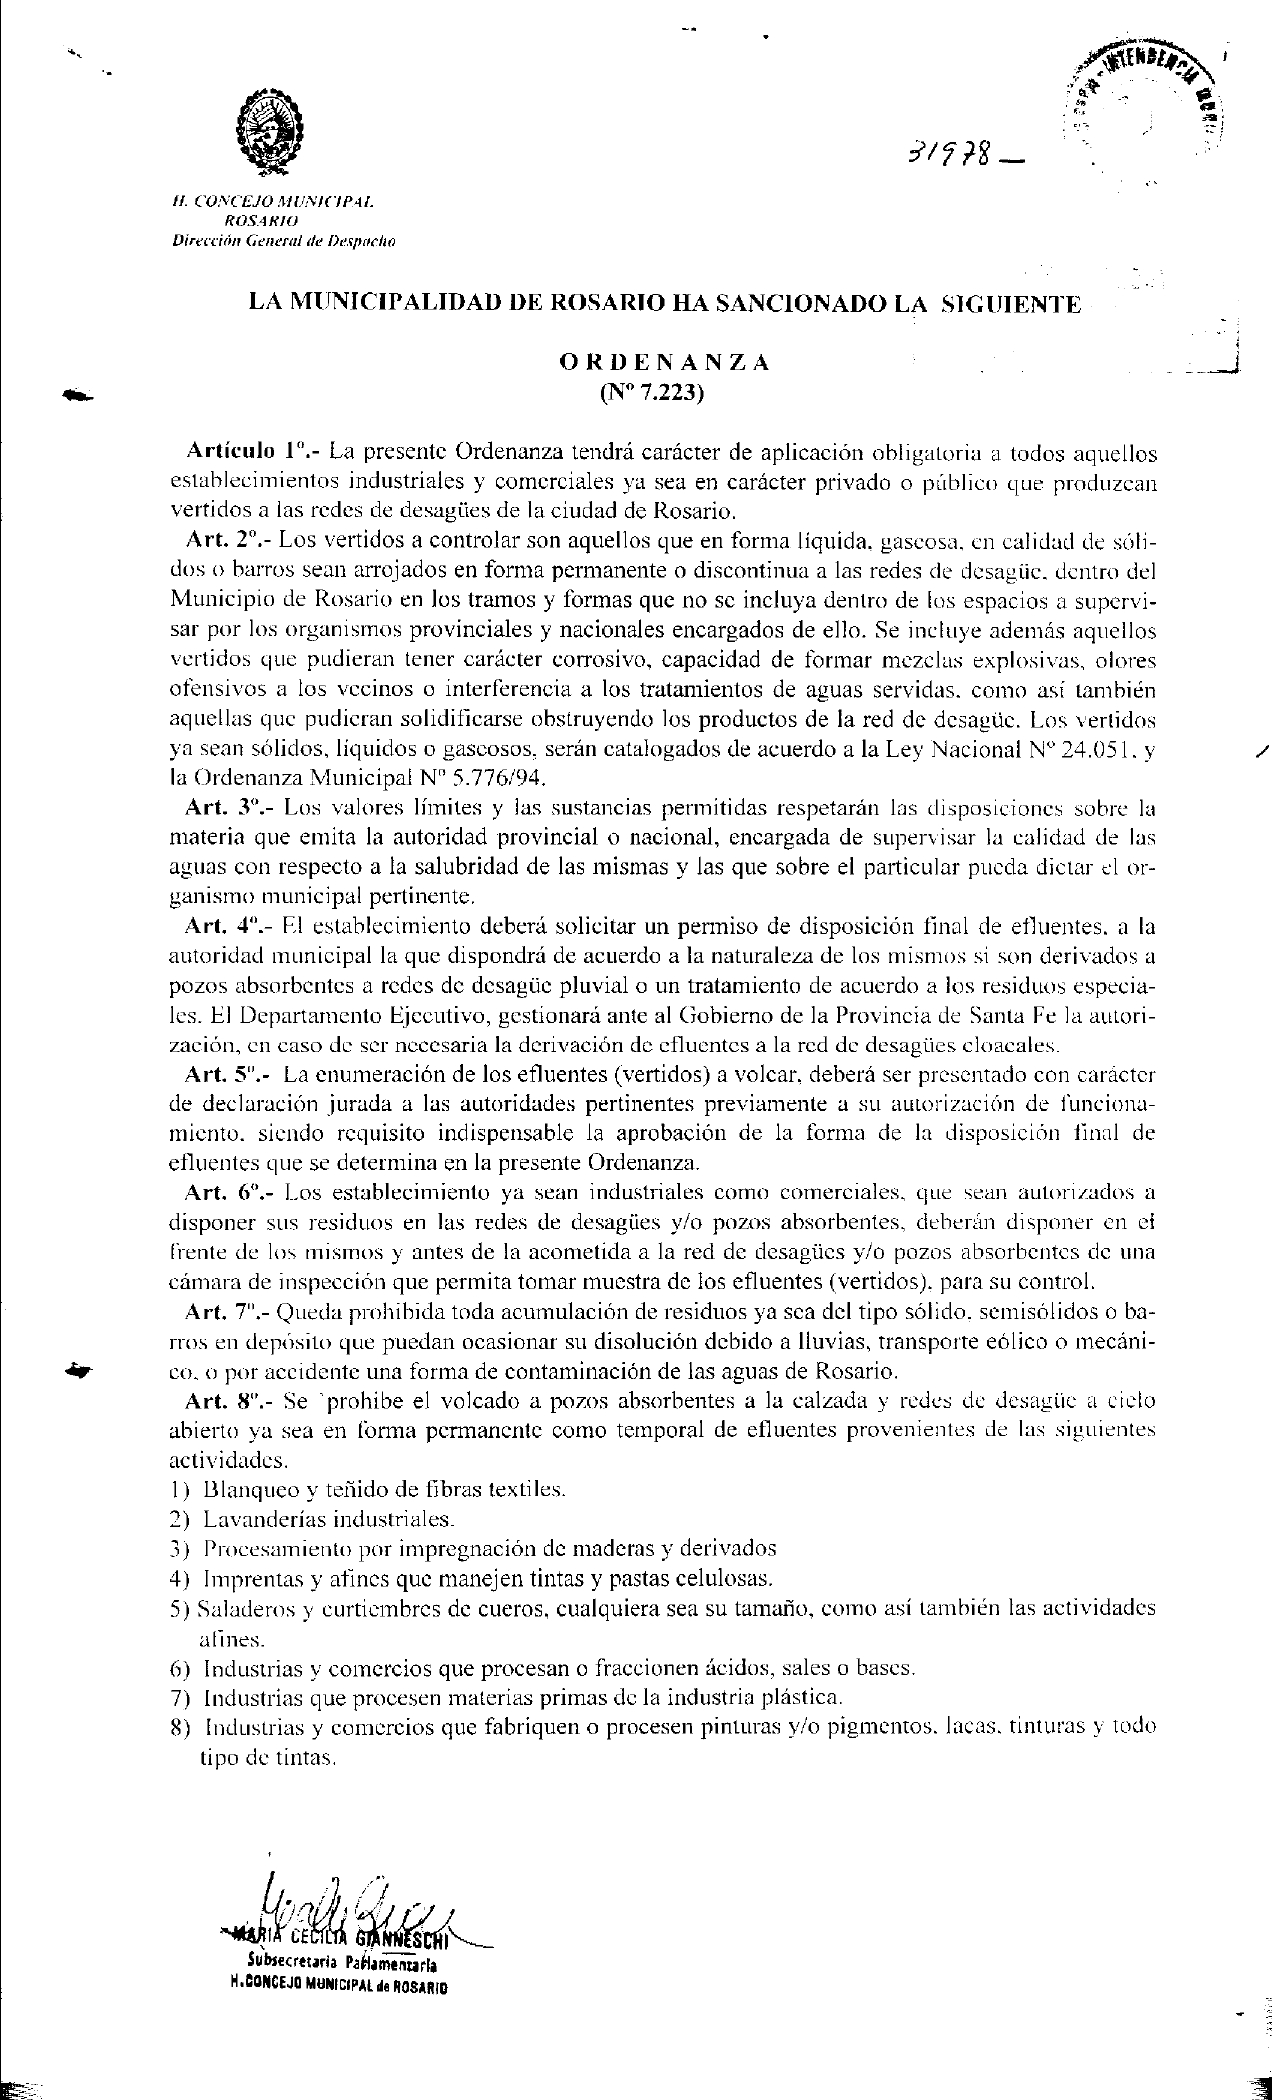 INTENDENCIA
31978 —
H. CONCEJO MUNICIPAL
ROSARIO
Dirección General de Despacho
LA MUNICIPALIDAD DE ROSARIO HA SANCIONADO LA SIGUIENTE
O R D E N A N Z A
(Nº 7.223)
Artículo 1º.- La presente Ordenanza tendrá carácter de aplicación obligatoria a todos aquellos
establecimientos industriales y comerciales ya sea en carácter privado o público que produzcan
vertidos a las redes de desagües de la ciudad de Rosario.
Art. 2º.- Los vertidos a controlar son aquellos que en forma líquida, gaseosa, en calidad de sóli-
dos o barros sean arrojados en forma permanente o discontinua a las redes de desagüe, dentro del
Municipio de Rosario en los tramos y formas que no se incluya dentro de los espacios a supervi-
sar por los organismos provinciales y nacionales encargados de ello. Se incluye además aquellos
vertidos que pudieran tener carácter corrosivo, capacidad de formar mezclas explosivas, olores
ofensivos a los vecinos o interferencia a los tratamientos de aguas servidas, como así también
aquellas que pudieran solidificarse obstruyendo los productos de la red de desagüe. Los vertidos
ya sean sólidos, líquidos o gaseosos, serán catalogados de acuerdo a la Ley Nacional Nº 24.051, y
la Ordenanza Municipal Nº 5.776/94.
Art. 3º.- Los valores límites y las sustancias permitidas respetarán las disposiciones sobre la
materia que emita la autoridad provincial o nacional, encargada de supervisar la calidad de las
aguas con respecto a la salubridad de las mismas y las que sobre el particular pueda dictar el or-
ganismo municipal pertinente.
Art. 4º.- El establecimiento deberá solicitar un permiso de disposición final de efluentes, a la
autoridad municipal la que dispondrá de acuerdo a la naturaleza de los mismos si son derivados a
pozos absorbentes a redes de desagüe pluvial o un tratamiento de acuerdo a los residuos especia-
les. El Departamento Ejecutivo, gestionará ante al Gobierno de la Provincia de Santa Fe la autori-
zación, en caso de ser necesaria la derivación de efluentes a la red de desagües cloacales.
Art. 5º.- La enumeración de los efluentes (vertidos) a volcar, deberá ser presentado con carácter
de declaración jurada a las autoridades pertinentes previamente a su autorización de funciona-
miento, siendo requisito indispensable la aprobación de la forma de la disposición final de
efluentes que se determina en la presente Ordenanza.
Art. 6º.- Los establecimiento ya sean industriales como comerciales, que sean autorizados a
disponer sus residuos en las redes de desagües y/o pozos absorbentes, deberán disponer en el
frente de los mismos y antes de la acometida a la red de desagües y/o pozos absorbentes de una
cámara de inspección que permita tomar muestra de los efluentes (vertidos), para su control.
Art. 7º.- Queda prohibida toda acumulación de residuos ya sea del tipo sólido, semisólidos o ba-
rros en depósito que puedan ocasionar su disolución debido a lluvias, transporte eólico o mecáni-
co, o por accidente una forma de contaminación de las aguas de Rosario.
Art. 8º.- Se prohibe el volcado a pozos absorbentes a la calzada y redes de desagüe a cielo
abierto ya sea en forma permanente como temporal de efluentes provenientes de las siguientes
actividades.
1) Blanqueo y teñido de fibras textiles.
2) Lavanderías industriales.
3) Procesamiento por impregnación de maderas y derivados
4) Imprentas y afines que manejen tintas y pastas celulosas.
5) Saladeros y curtiembres de cueros, cualquiera sea su tamaño, como así también las actividades
afines.
6) Industrias y comercios que procesan o fraccionen ácidos, sales o bases.
7) Industrias que procesen materias primas de la industria plástica.
8) Industrias y comercios que fabriquen o procesen pinturas y/o pigmentos, lacas, tinturas y todo
tipo de tintas.
MARIA CECILIA GIANNESCHI
Subsecretaria Parlamentaria
H.CONCEJO MUNICIPAL de ROSARIO